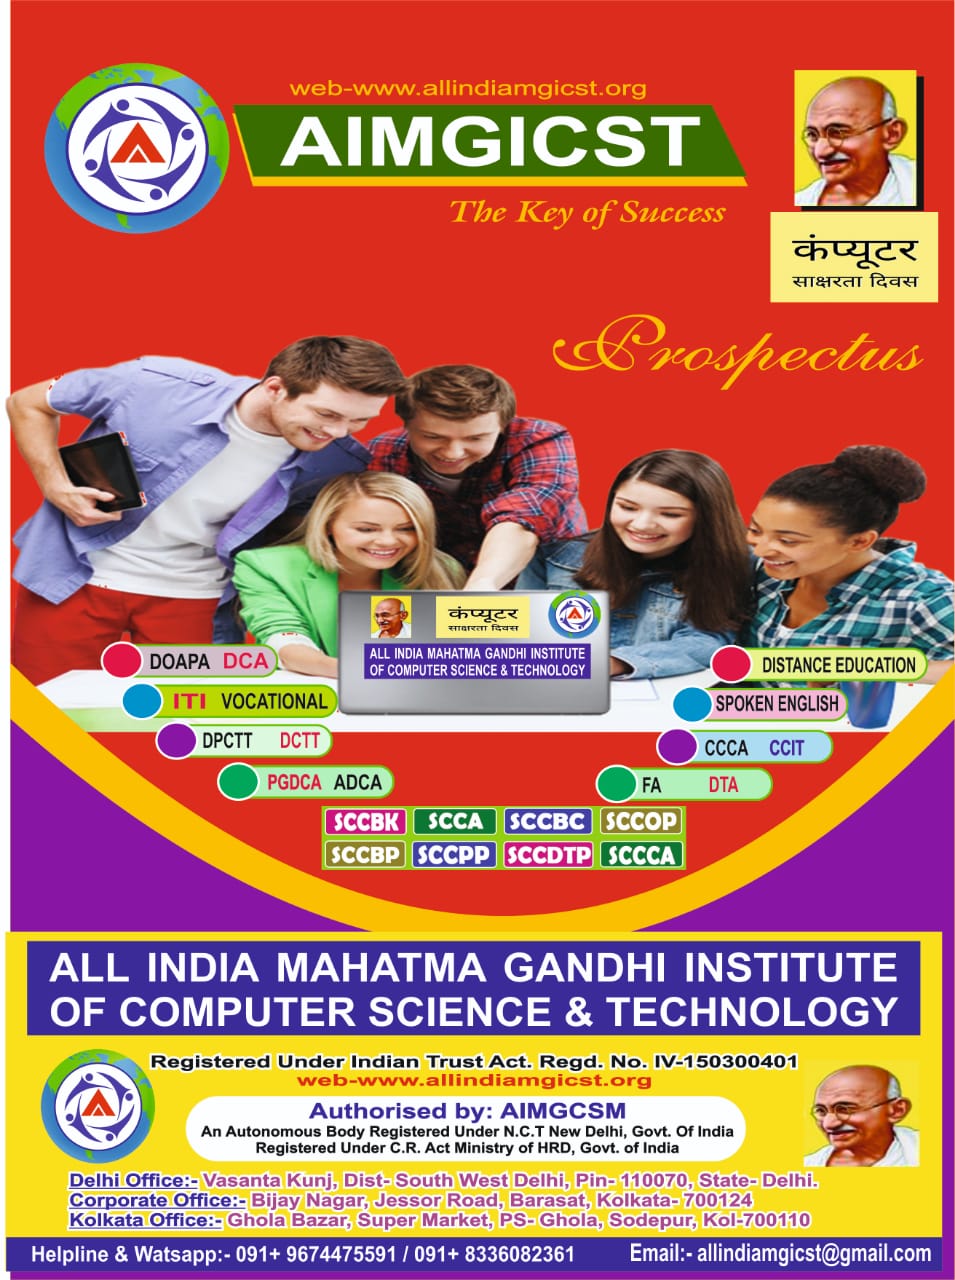 web-www.allindiamgicst.org
AIMGICST
The Key of Success
कंप्यूटर
साक्षरता दिवस
Prospectus
कंप्यूटर
साक्षरता दिवस
ALL INDIA MAHATMA GANDHI INSTITUTE
OF COMPUTER SCIENCE & TECHNOLOGY
DOAPA DCA
ITI VOCATIONAL
DPCTT DCTT
PGDCA ADCA
DISTANCE EDUCATION
SPOKEN ENGLISH
CCCA CCIT
FA DTA
SCCBK SCCA SCCBC SCCOP
SCCBP SCCPP SCCDTP SCCCA
ALL INDIA MAHATMA GANDHI INSTITUTE
OF COMPUTER SCIENCE & TECHNOLOGY
Registered Under Indian Trust Act. Regd. No. IV-150300401
web-www.allindiamgicst.org
Authorised by: AIMGCSM
An Autonomous Body Registered Under N.C.T New Delhi, Govt. Of India
Registered Under C.R. Act Ministry of HRD, Govt. of India
Delhi Office:- Vasanta Kunj, Dist- South West Delhi, Pin- 110070, State- Delhi.
Corporate Office:- Bijay Nagar, Jessor Road, Barasat, Kolkata- 700124
Kolkata Office:- Ghola Bazar, Super Market, PS- Ghola, Sodepur, Kol-700110
Helpline & Watsapp:- 091+ 9674475591 / 091+ 8336082361 Email:- allindiamgicst@gmail.com